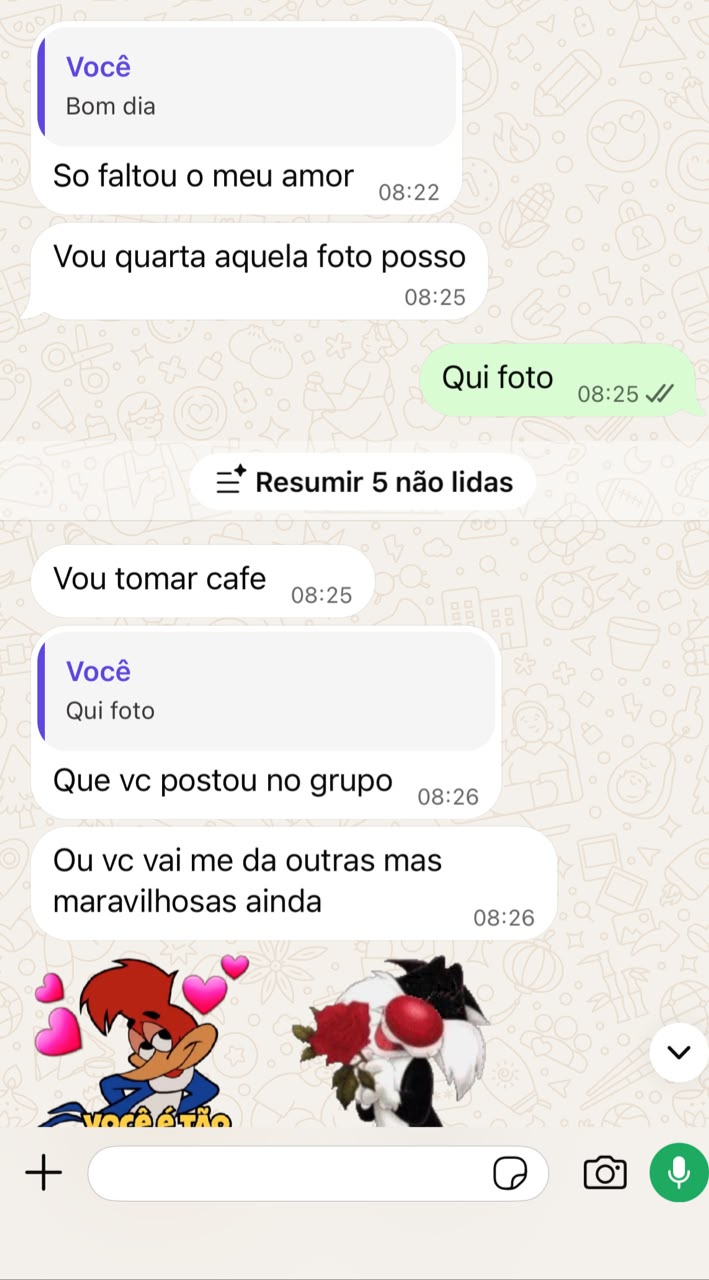 Você
Bom dia
So faltou o meu amor
08:22
Vou quarta aquela foto posso
08:25
Qui foto
08:25
Resumir 5 não lidas
Vou tomar cafe
08:25
Você
Qui foto
Que vc postou no grupo
08:26
Ou vc vai me da outras mas
maravilhosas ainda
08:26
VOCÊ É TÃO